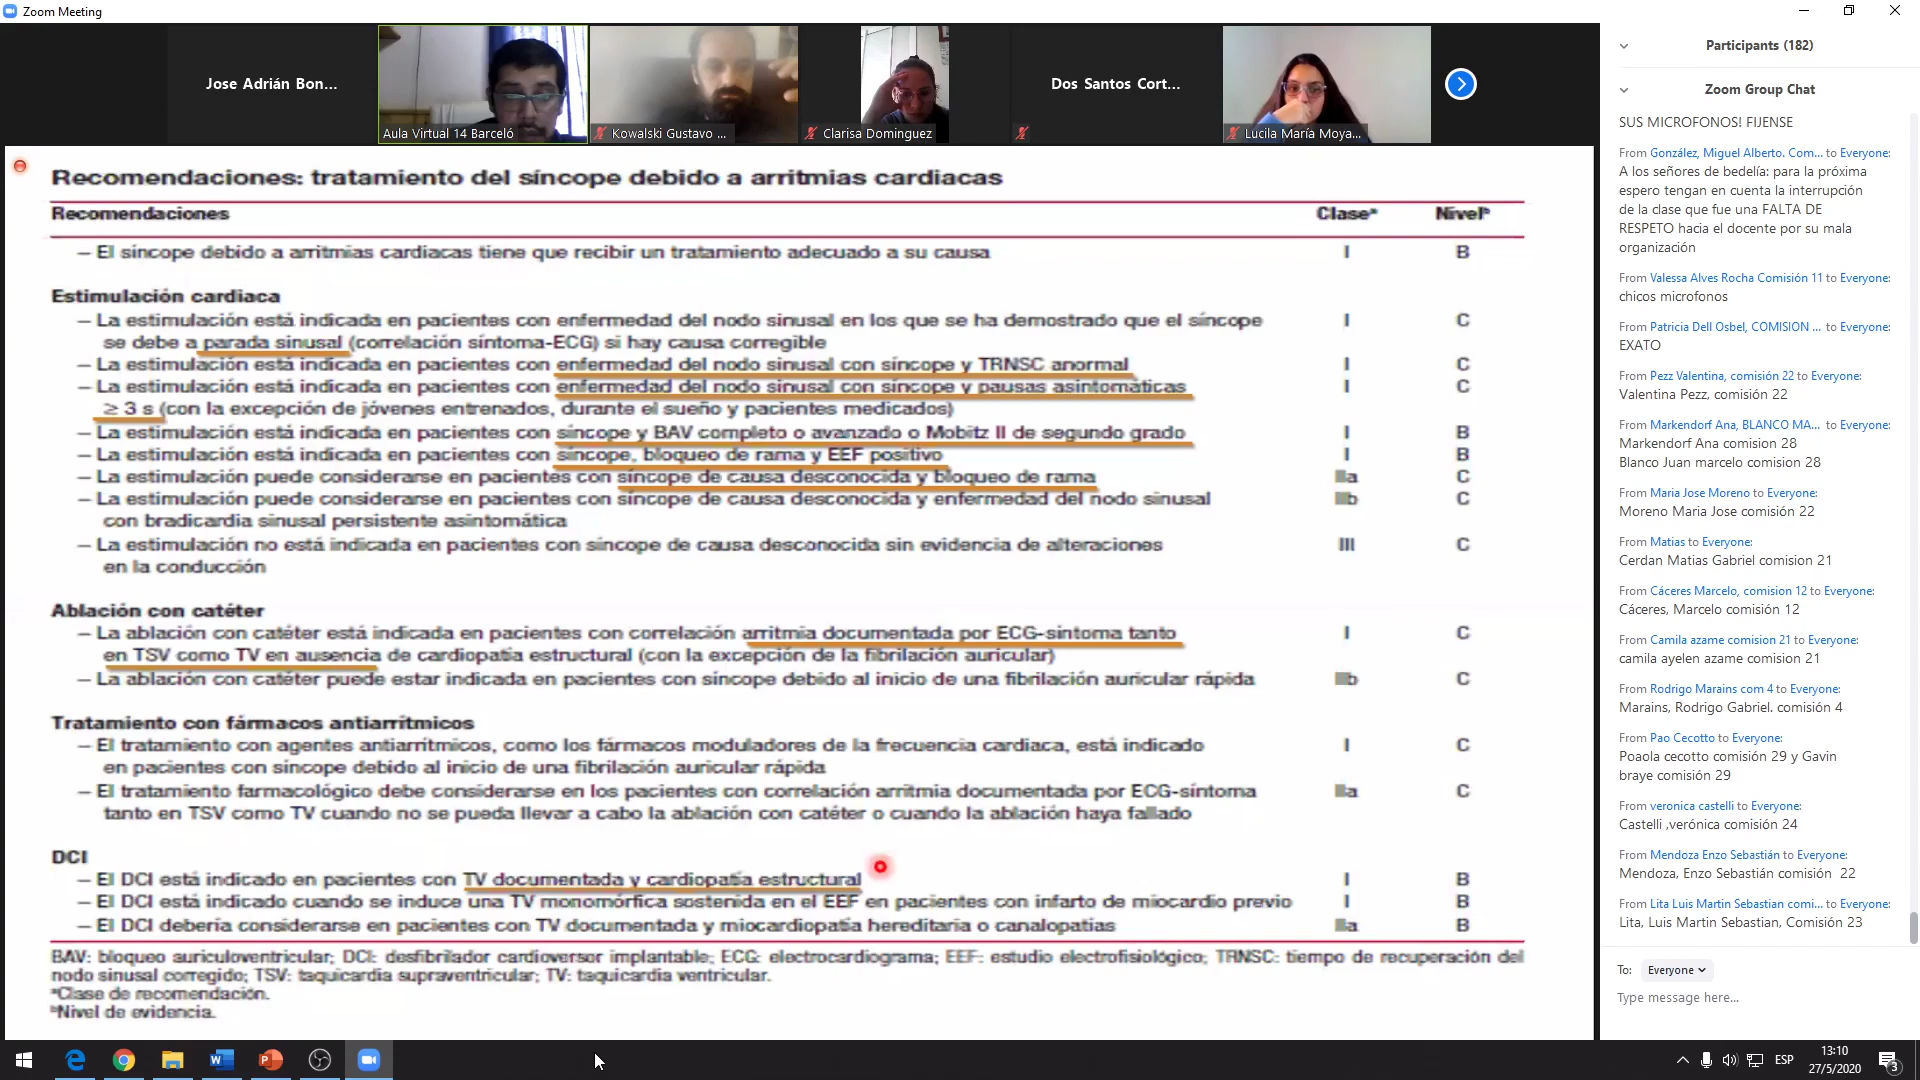 Zoom Meeting
Jose Adrián Bon...
Aula Virtual 14 Barceló
Kowalski Gustavo ...
Clarisa Dominguez
Dos Santos Cort...
Lucila María Moya...
Recomendaciones: tratamiento del síncope debido a arritmias cardiacas
Recomendaciones Claseª Nivelᵇ
– El síncope debido a arritmias cardiacas tiene que recibir un tratamiento adecuado a su causa I B
Estimulación cardiaca
– La estimulación está indicada en pacientes con enfermedad del nodo sinusal en los que se ha demostrado que el síncope I C
se debe a parada sinusal (correlación síntoma-ECG) si hay causa corregible
– La estimulación está indicada en pacientes con enfermedad del nodo sinusal con síncope y TRNSC anormal I C
– La estimulación está indicada en pacientes con enfermedad del nodo sinusal con síncope y pausas asintomáticas I C
≥ 3 s (con la excepción de jóvenes entrenados, durante el sueño y pacientes medicados)
– La estimulación está indicada en pacientes con síncope y BAV completo o avanzado o Mobitz II de segundo grado I B
– La estimulación está indicada en pacientes con síncope, bloqueo de rama y EEF positivo I B
– La estimulación puede considerarse en pacientes con síncope de causa desconocida y bloqueo de rama IIa C
– La estimulación puede considerarse en pacientes con síncope de causa desconocida y enfermedad del nodo sinusal IIb C
con bradicardia sinusal persistente asintomática
– La estimulación no está indicada en pacientes con síncope de causa desconocida sin evidencia de alteraciones III C
en la conducción
Ablación con catéter
– La ablación con catéter está indicada en pacientes con correlación arritmia documentada por ECG-síntoma tanto I C
en TSV como TV en ausencia de cardiopatía estructural (con la excepción de la fibrilación auricular)
– La ablación con catéter puede estar indicada en pacientes con síncope debido al inicio de una fibrilación auricular rápida IIb C
Tratamiento con fármacos antiarrítmicos
– El tratamiento con agentes antiarrítmicos, como los fármacos moduladores de la frecuencia cardiaca, está indicado I C
en pacientes con síncope debido al inicio de una fibrilación auricular rápida
– El tratamiento farmacológico debe considerarse en los pacientes con correlación arritmia documentada por ECG-síntoma IIa C
tanto en TSV como TV cuando no se pueda llevar a cabo la ablación con catéter o cuando la ablación haya fallado
DCI
– El DCI está indicado en pacientes con TV documentada y cardiopatía estructural I B
– El DCI está indicado cuando se induce una TV monomórfica sostenida en el EEF en pacientes con infarto de miocardio previo I B
– El DCI debería considerarse en pacientes con TV documentada y miocardiopatía hereditaria o canalopatías IIa B
BAV: bloqueo auriculoventricular; DCI: desfibrilador cardioversor implantable; ECG: electrocardiograma; EEF: estudio electrofisiológico; TRNSC: tiempo de recuperación del
nodo sinusal corregido; TSV: taquicardia supraventricular; TV: taquicardia ventricular.
ªClase de recomendación.
ᵇNivel de evidencia.
Participants (182)
Zoom Group Chat
SUS MICROFONOS! FIJENSE
From González, Miguel Alberto. Com... to Everyone:
A los señores de bedelía: para la próxima
espero tengan en cuenta la interrupción
de la clase que fue una FALTA DE
RESPETO hacia el docente por su mala
organización
From Valessa Alves Rocha Comisión 11 to Everyone:
chicos microfonos
From Patricia Dell Osbel, COMISION ... to Everyone:
EXATO
From Pezz Valentina, comisión 22 to Everyone:
Valentina Pezz, comisión 22
From Markendorf Ana, BLANCO MA... to Everyone:
Markendorf Ana comision 28
Blanco Juan marcelo comision 28
From Maria Jose Moreno to Everyone:
Moreno Maria Jose comisión 22
From Matias to Everyone:
Cerdan Matias Gabriel comision 21
From Cáceres Marcelo, comision 12 to Everyone:
Cáceres, Marcelo comisión 12
From Camila azame comision 21 to Everyone:
camila ayelen azame comision 21
From Rodrigo Marains com 4 to Everyone:
Marains, Rodrigo Gabriel. comisión 4
From Pao Cecotto to Everyone:
Poaola cecotto comisión 29 y Gavin
braye comisión 29
From veronica castelli to Everyone:
Castelli ,verónica comisión 24
From Mendoza Enzo Sebastián to Everyone:
Mendoza, Enzo Sebastián comisión 22
From Lita Luis Martin Sebastian comi... to Everyone:
Lita, Luis Martin Sebastian, Comisión 23
To: Everyone
Type message here...
ESP
13:10
27/5/2020
3